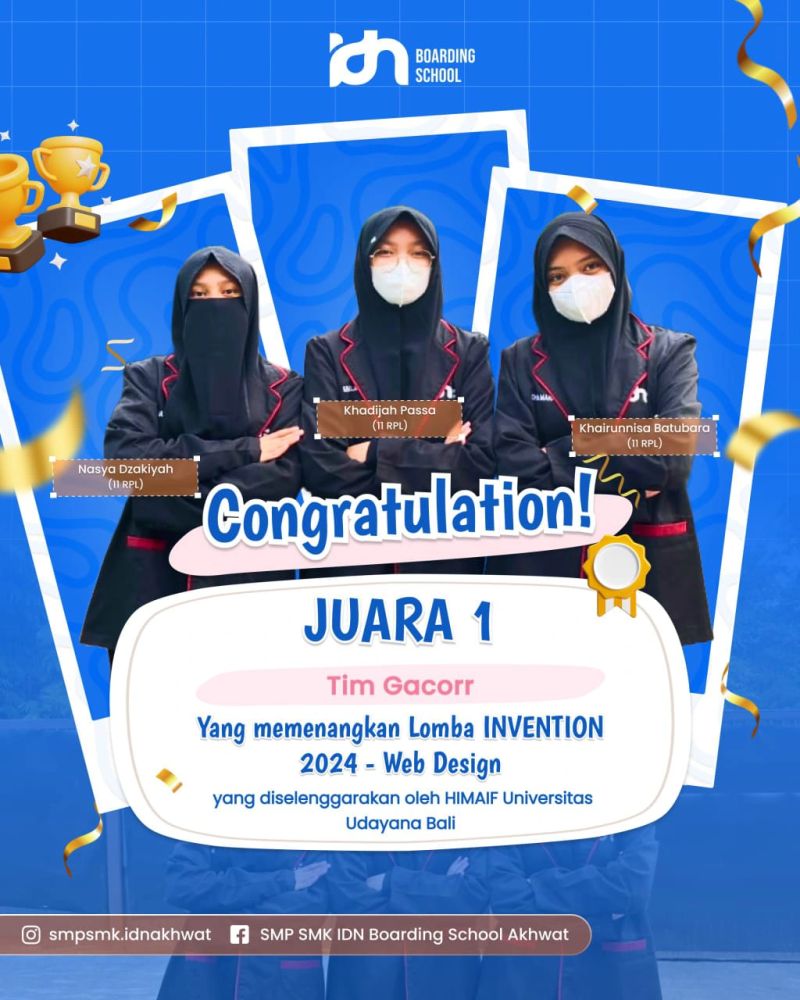 idn BOARDING
SCHOOL
Khadijah Passa
(11 RPL)
Khairunnisa Batubara
(11 RPL)
Nasya Dzakiyah
(11 RPL)
Congratulation!
JUARA 1
Tim Gacorr
Yang memenangkan Lomba INVENTION
2024 - Web Design
yang diselenggarakan oleh HIMAIF Universitas
Udayana Bali
smpsmk.idnakhwat
SMP SMK IDN Boarding School Akhwat